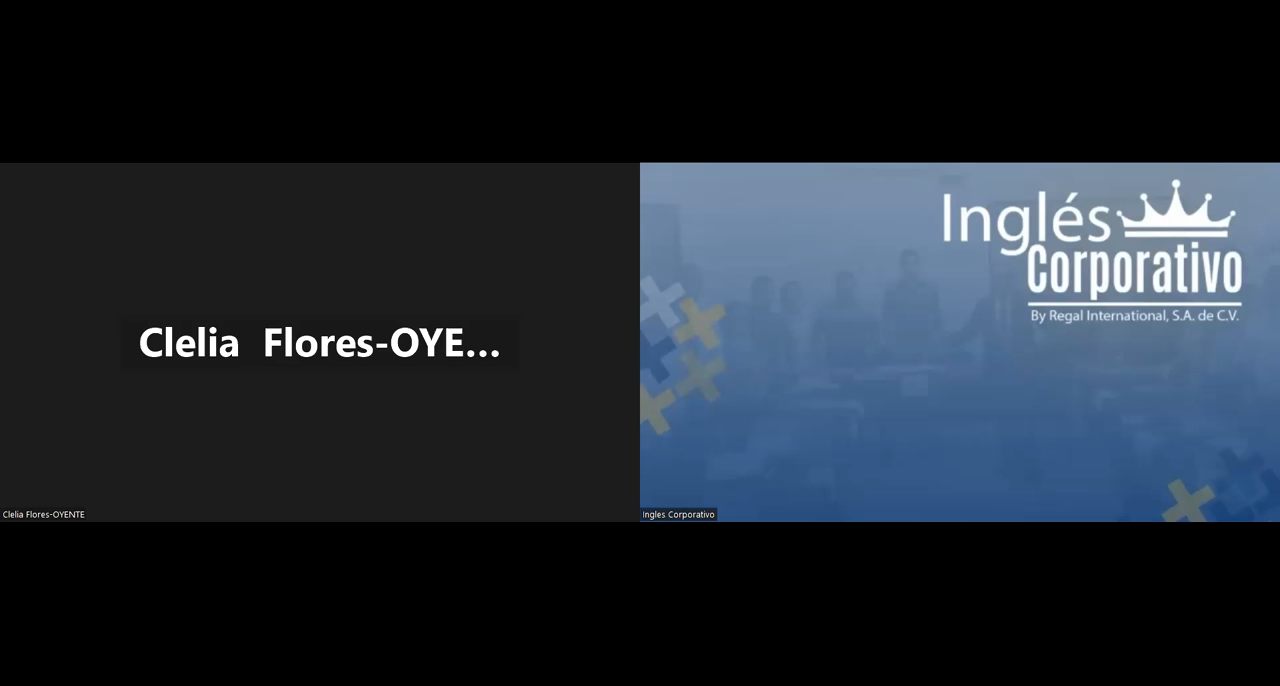 Clelia Flores-OYE...
Clelia Flores-OYENTE
Inglés
Corporativo
By Regal International, S.A. de C.V.
Ingles Corporativo